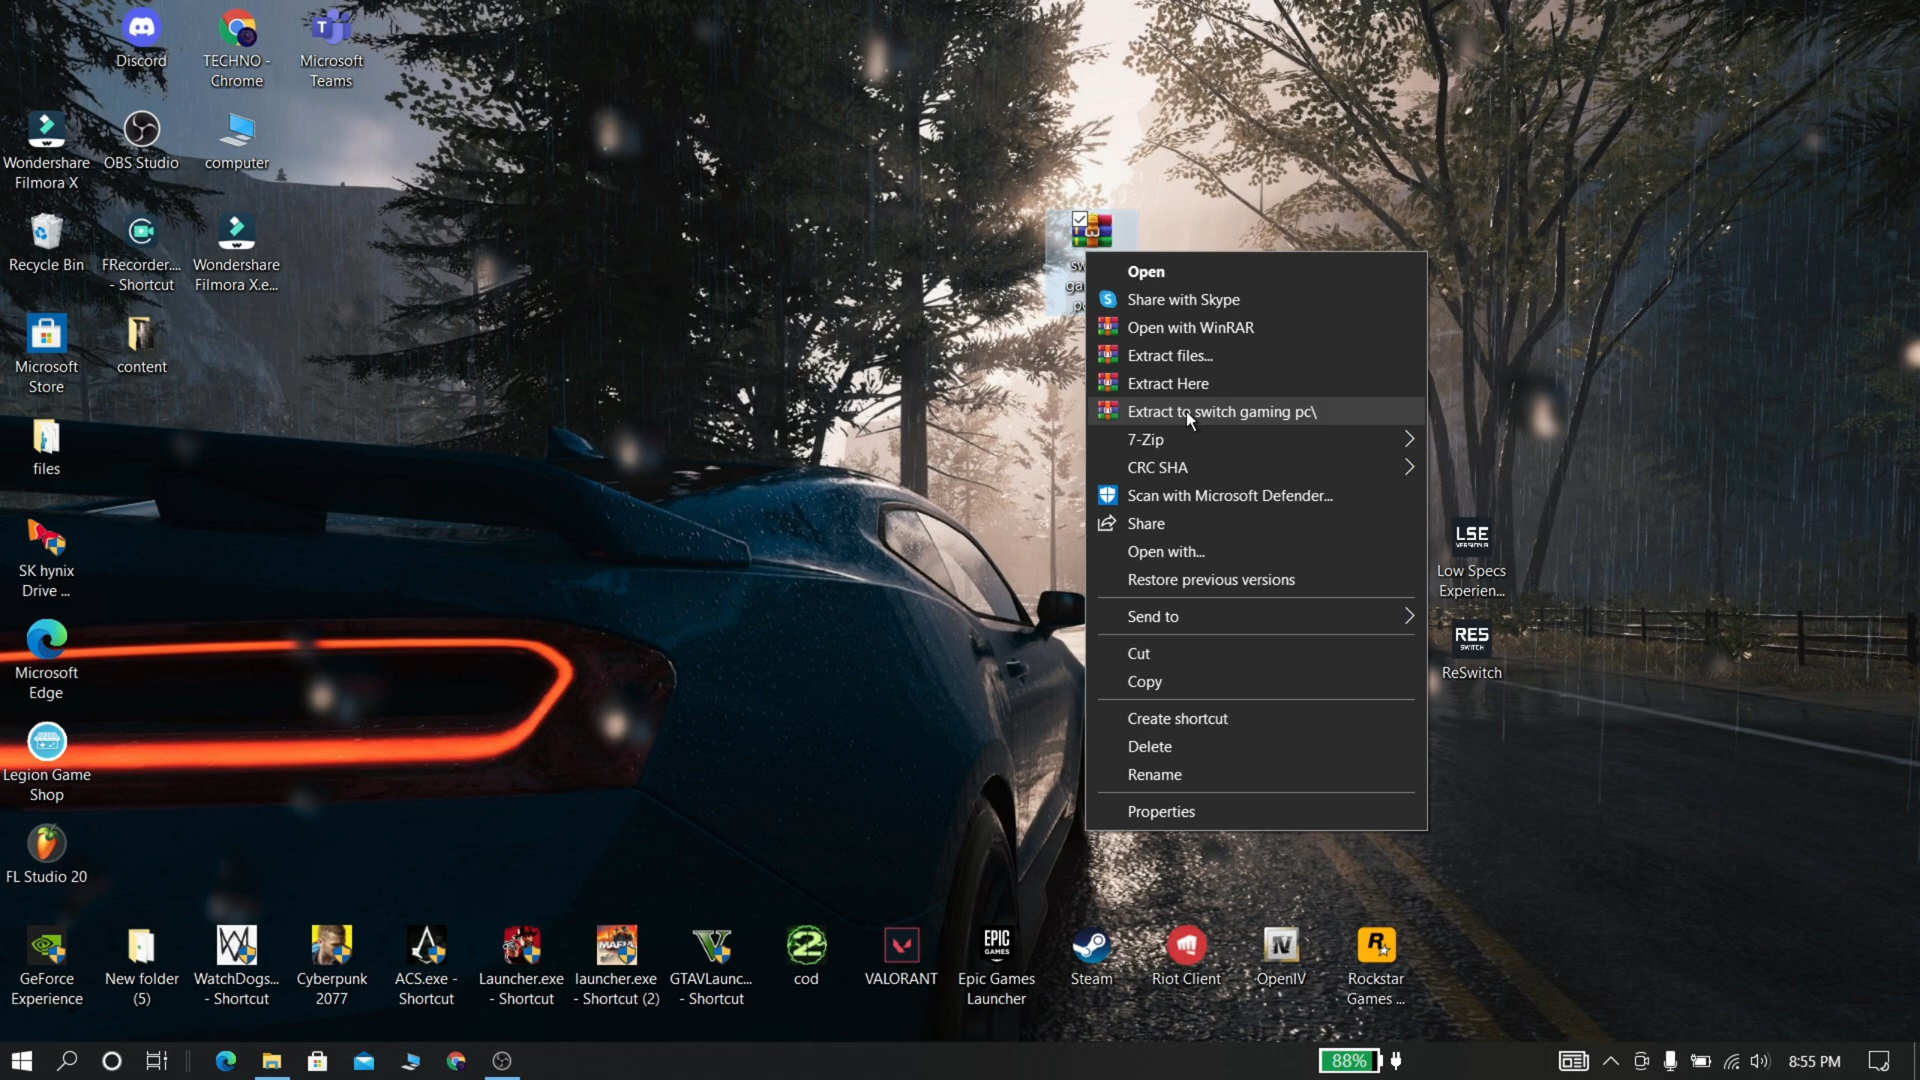 Discord
TECHNO -
Chrome
Microsoft
Teams
Wondershare
Filmora X
OBS Studio
computer
Recycle Bin
FRecorder....
- Shortcut
Wondershare
Filmora X.e...
Microsoft
Store
content
files
SK hynix
Drive ...
Microsoft
Edge
Legion Game
Shop
FL Studio 20
Open
Share with Skype
Open with WinRAR
Extract files...
Extract Here
Extract to switch gaming pc\
7-Zip
CRC SHA
Scan with Microsoft Defender...
Share
Open with...
Restore previous versions
Send to
Cut
Copy
Create shortcut
Delete
Rename
Properties
LSE
Low Specs
Experien...
RES
SWITCH
ReSwitch
GeForce
Experience
New folder
(5)
WatchDogs...
- Shortcut
Cyberpunk
2077
ACS.exe -
Shortcut
Launcher.exe
- Shortcut
MAFIA
launcher.exe
- Shortcut (2)
GTAVLaunc...
- Shortcut
cod
VALORANT
EPIC
GAMES
Epic Games
Launcher
Steam
Riot Client
IV
OpenIV
Rockstar
Games ...
88%
8:55 PM